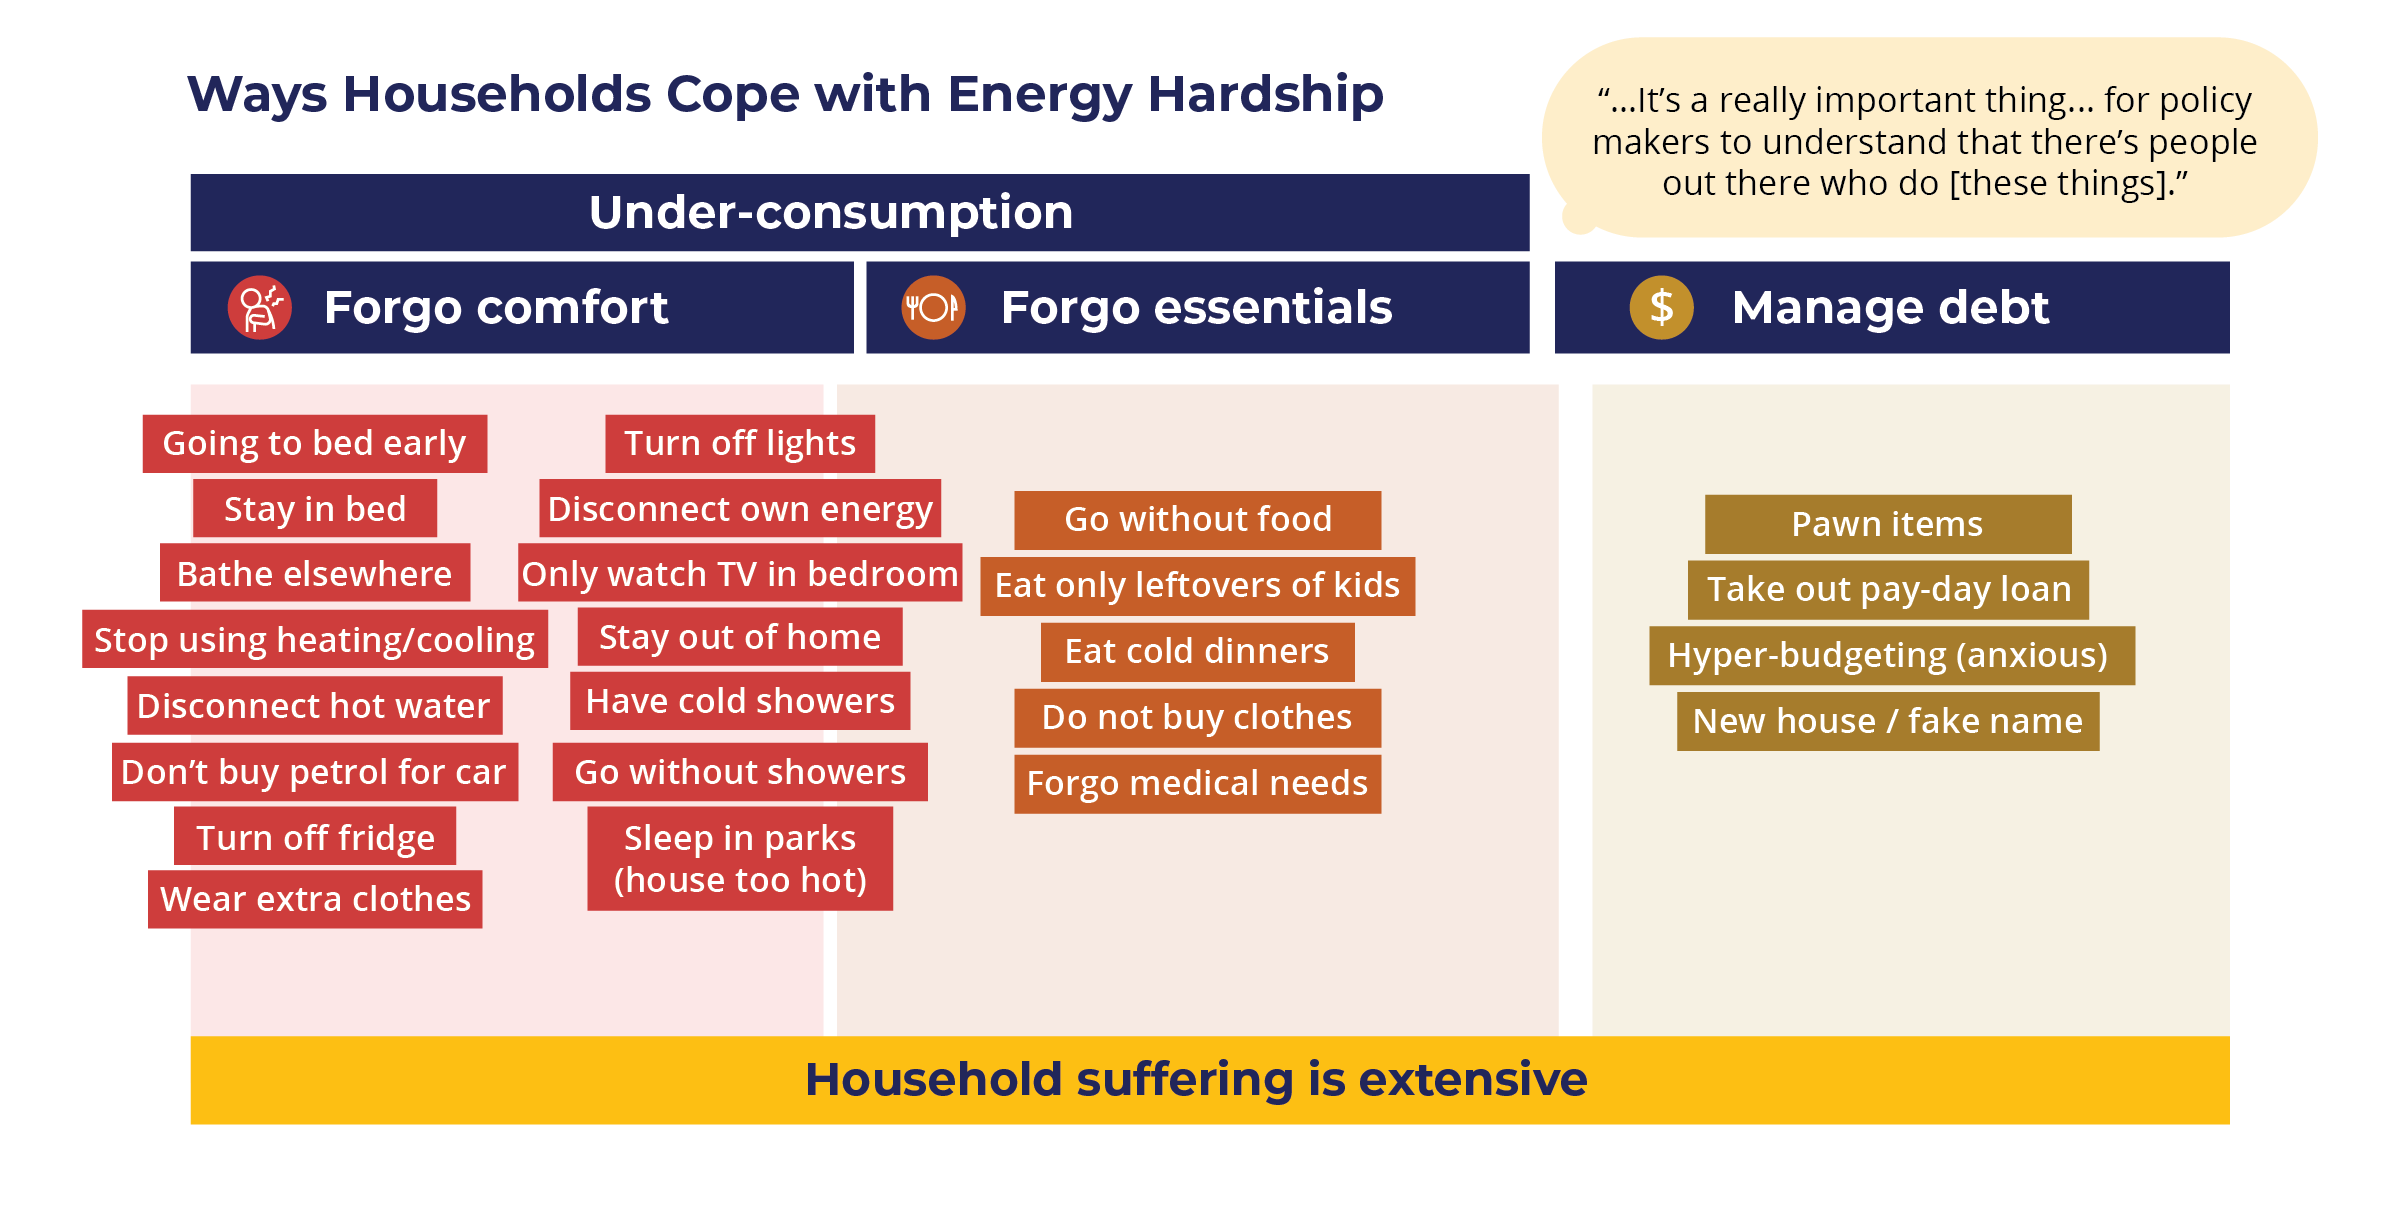 Ways Households Cope with Energy Hardship
“...It’s a really important thing... for policy
makers to understand that there’s people
out there who do [these things].”
Under-consumption
Forgo comfort
Forgo essentials
$ Manage debt
Going to bed early
Stay in bed
Bathe elsewhere
Stop using heating/cooling
Disconnect hot water
Don’t buy petrol for car
Turn off fridge
Wear extra clothes
Turn off lights
Disconnect own energy
Only watch TV in bedroom
Stay out of home
Have cold showers
Go without showers
Sleep in parks
(house too hot)
Go without food
Eat only leftovers of kids
Eat cold dinners
Do not buy clothes
Forgo medical needs
Pawn items
Take out pay-day loan
Hyper-budgeting (anxious)
New house / fake name
Household suffering is extensive